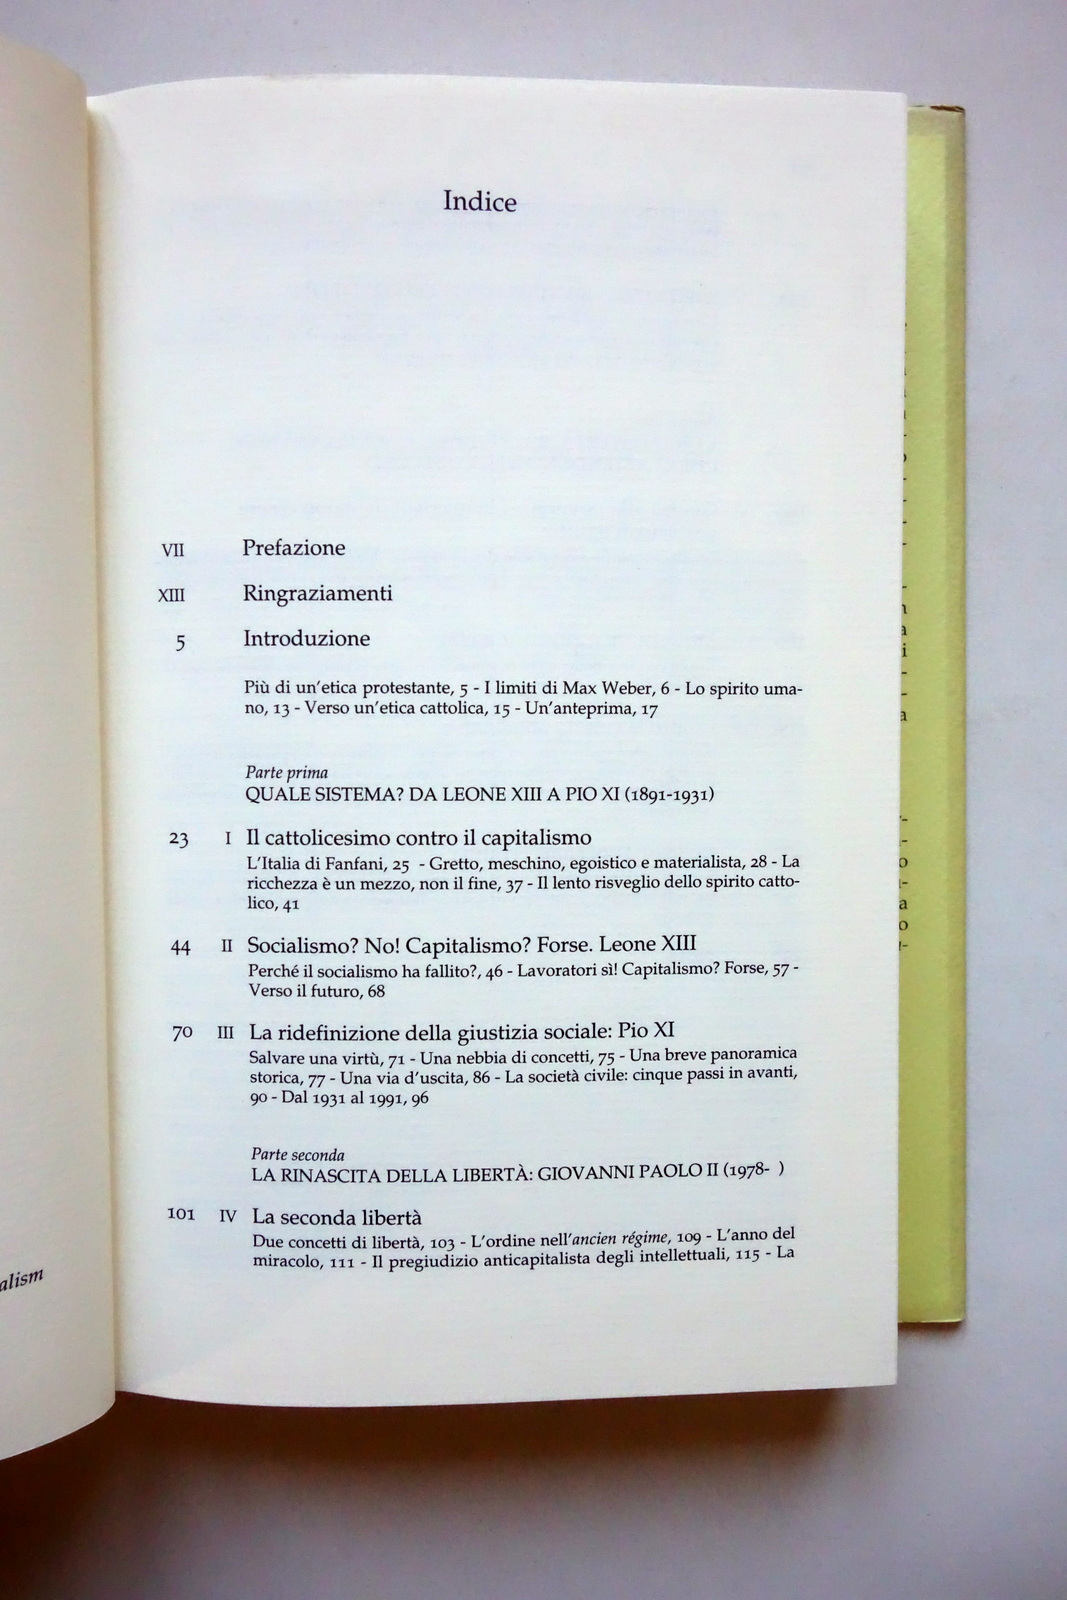 Indice
VII Prefazione
XIII Ringraziamenti
5 Introduzione
Più di un'etica protestante, 5 - I limiti di Max Weber, 6 - Lo spirito uma-
no, 13 - Verso un'etica cattolica, 15 - Un'anteprima, 17
Parte prima
QUALE SISTEMA? DA LEONE XIII A PIO XI (1891-1931)
23 I Il cattolicesimo contro il capitalismo
L'Italia di Fanfani, 25 - Gretto, meschino, egoistico e materialista, 28 - La
ricchezza è un mezzo, non il fine, 37 - Il lento risveglio dello spirito catto-
lico, 41
44 II Socialismo? No! Capitalismo? Forse. Leone XIII
Perché il socialismo ha fallito?, 46 - Lavoratori sì! Capitalismo? Forse, 57 -
Verso il futuro, 68
70 III La ridefinizione della giustizia sociale: Pio XI
Salvare una virtù, 71 - Una nebbia di concetti, 75 - Una breve panoramica
storica, 77 - Una via d'uscita, 86 - La società civile: cinque passi in avanti,
90 - Dal 1931 al 1991, 96
Parte seconda
LA RINASCITA DELLA LIBERTÀ: GIOVANNI PAOLO II (1978- )
101 IV La seconda libertà
Due concetti di libertà, 103 - L'ordine nell'ancien régime, 109 - L'anno del
miracolo, 111 - Il pregiudizio anticapitalista degli intellettuali, 115 - La
alism